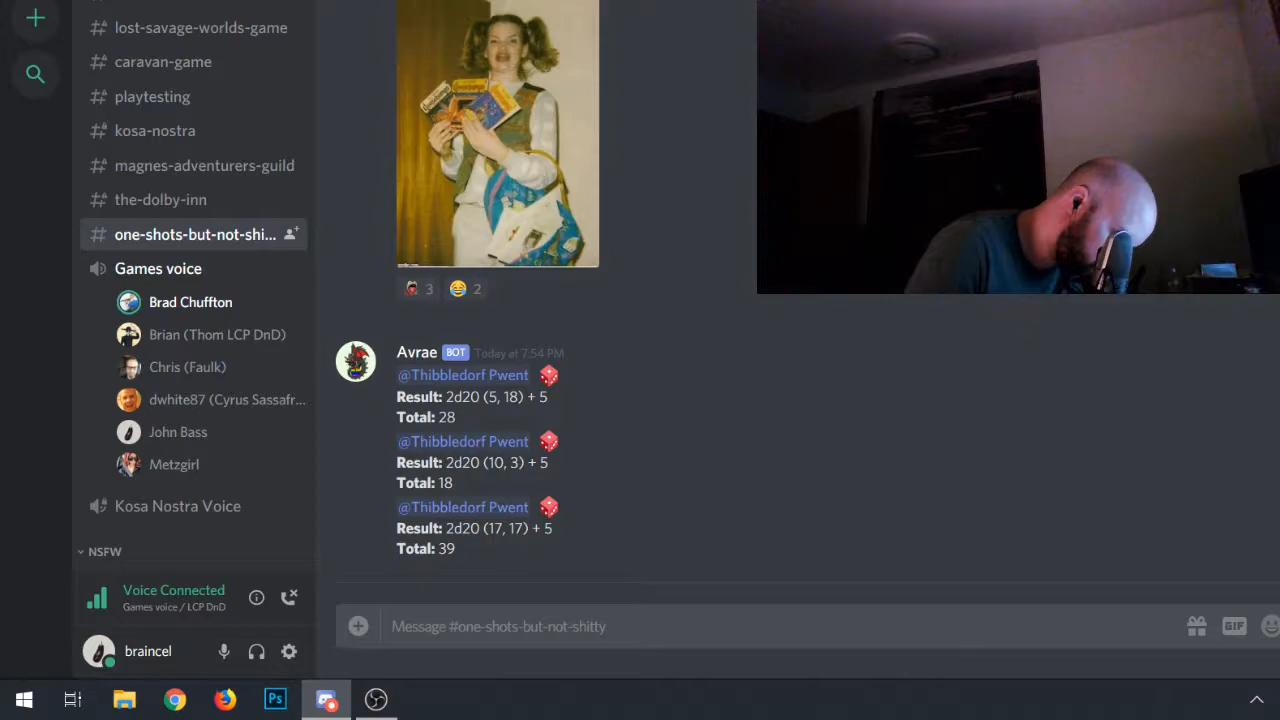 lost-savage-worlds-game
caravan-game
playtesting
kosa-nostra
magnes-adventurers-guild
the-dolby-inn
one-shots-but-not-shi...
Games voice
Brad Chuffton
Brian (Thom LCP DnD)
Chris (Faulk)
dwhite87 (Cyrus Sassafr...
John Bass
Metzgirl
Kosa Nostra Voice
NSFW
Voice Connected
Games voice / LCP DnD
braincel
3
2
Avrae BOT Today at 7:54 PM
@Thibbledorf Pwent
Result: 2d20 (5, 18) + 5
Total: 28
@Thibbledorf Pwent
Result: 2d20 (10, 3) + 5
Total: 18
@Thibbledorf Pwent
Result: 2d20 (17, 17) + 5
Total: 39
Message #one-shots-but-not-shitty
GIF
Ps